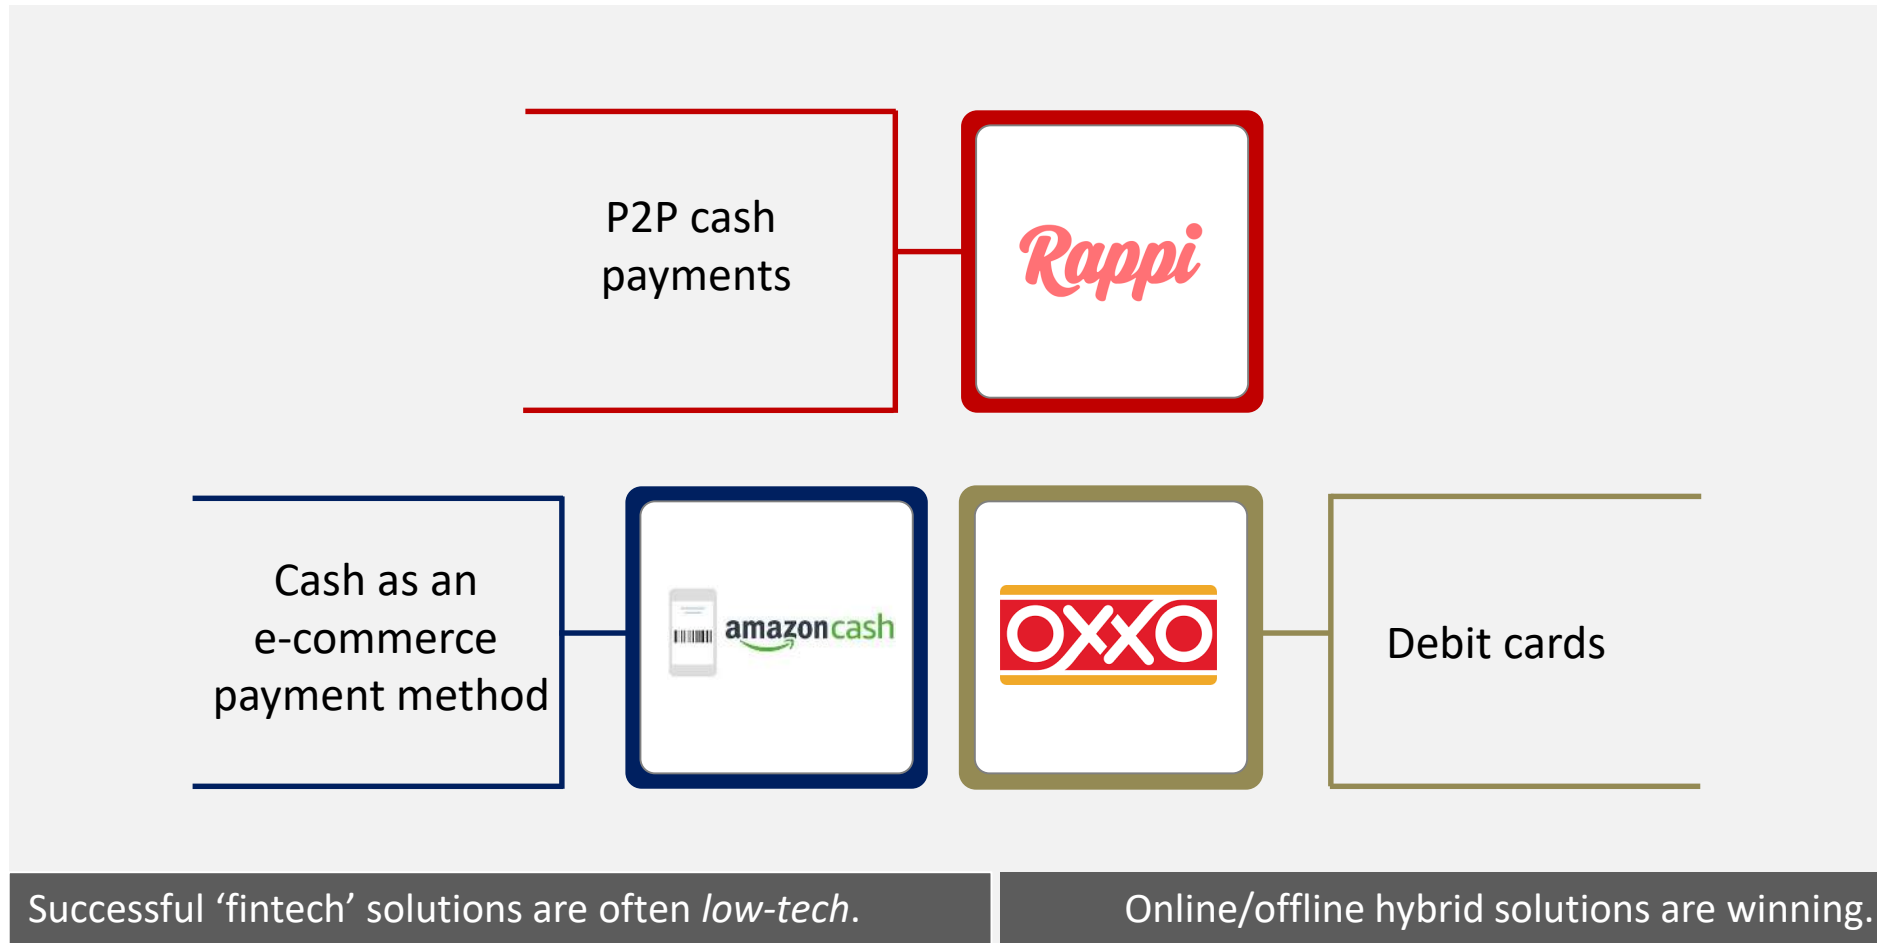 P2P cash
payments
Rappi
Cash as an
e-commerce
payment method
amazoncash
OXXO
Debit cards
Successful ‘fintech’ solutions are often low-tech.
Online/offline hybrid solutions are winning.